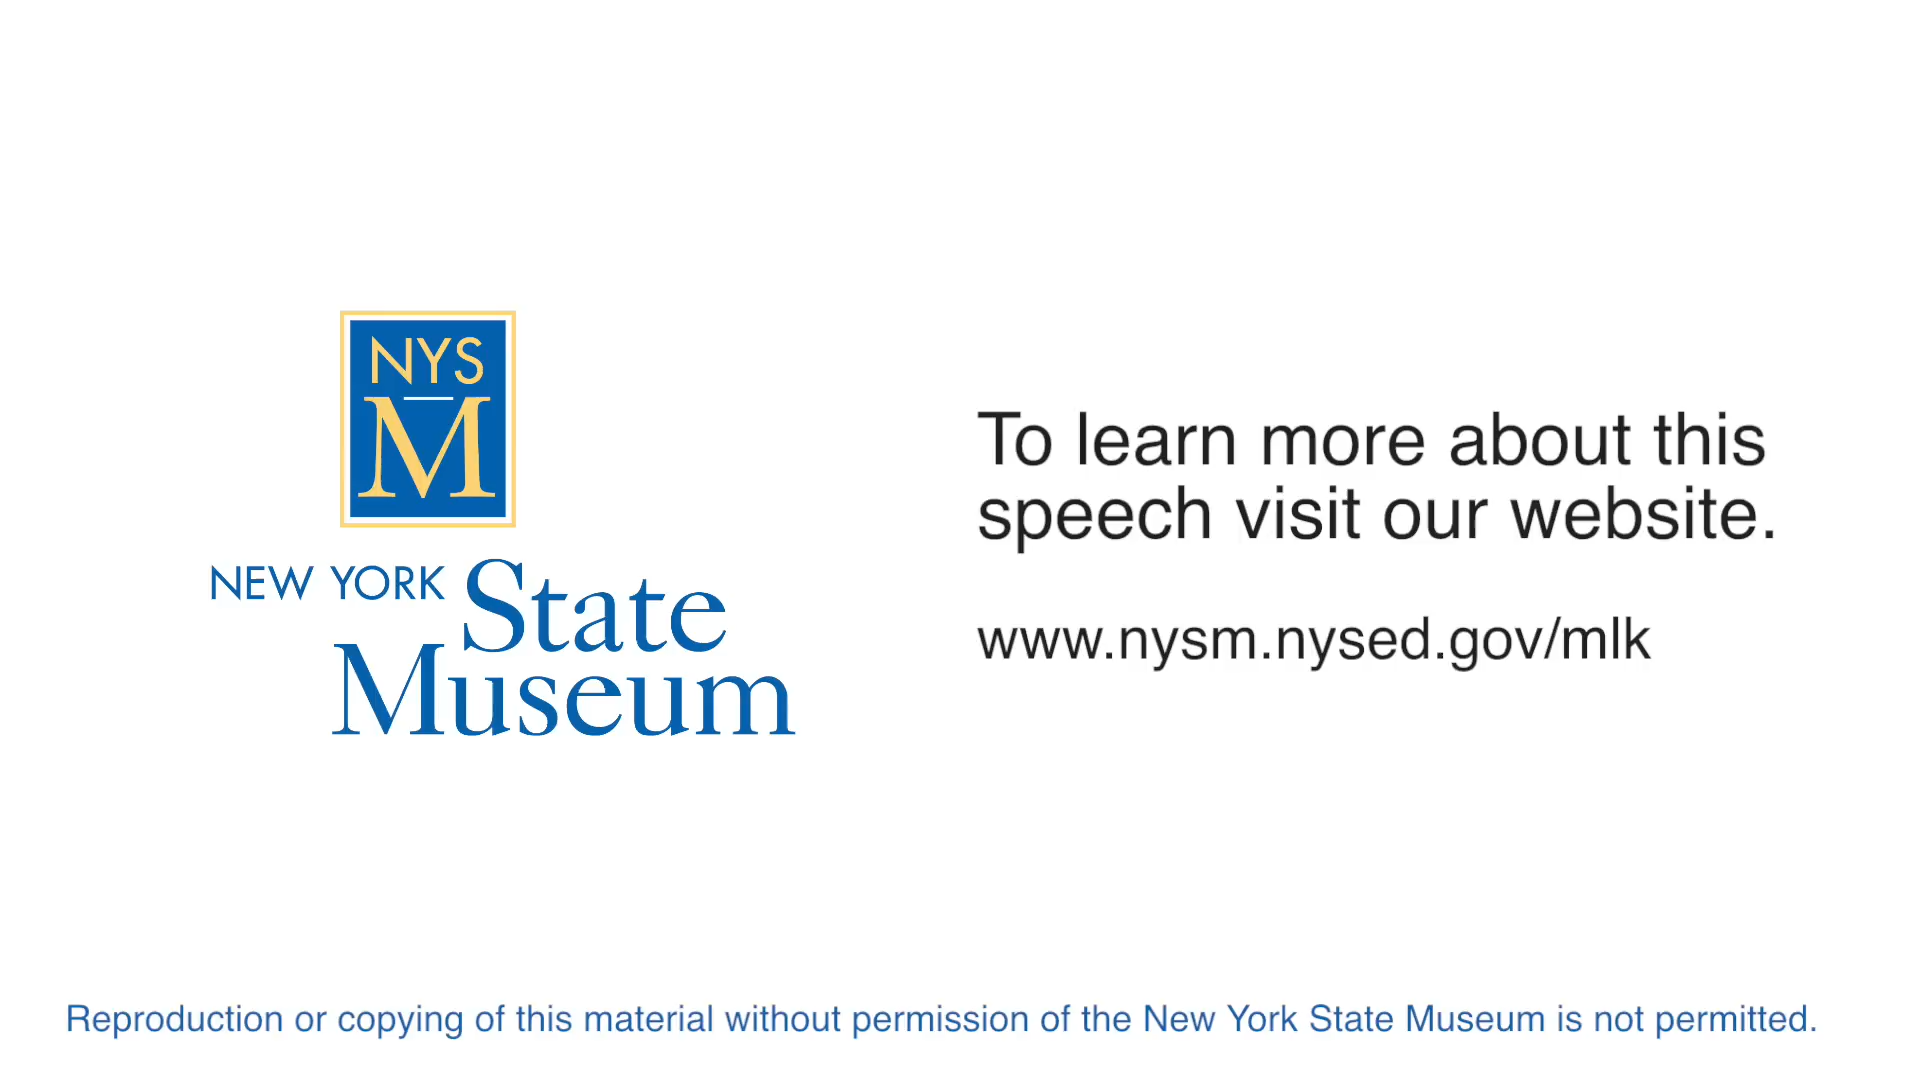 NYS
M
NEW YORK State
Museum
To learn more about this
speech visit our website.
www.nysm.nysed.gov/mlk
Reproduction or copying of this material without permission of the New York State Museum is not permitted.